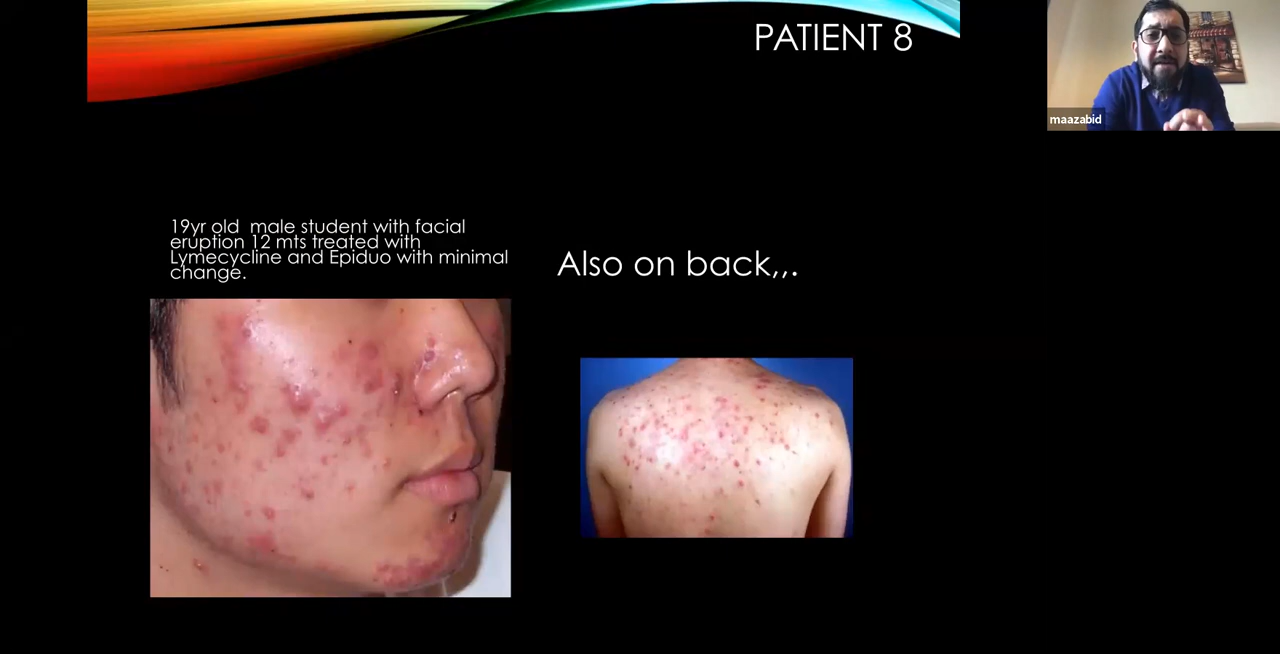 PATIENT 8
maazabid
19yr old  male student with facial
eruption 12 mts treated with
Lymecycline and Epiduo with minimal
change.
Also on back,,.